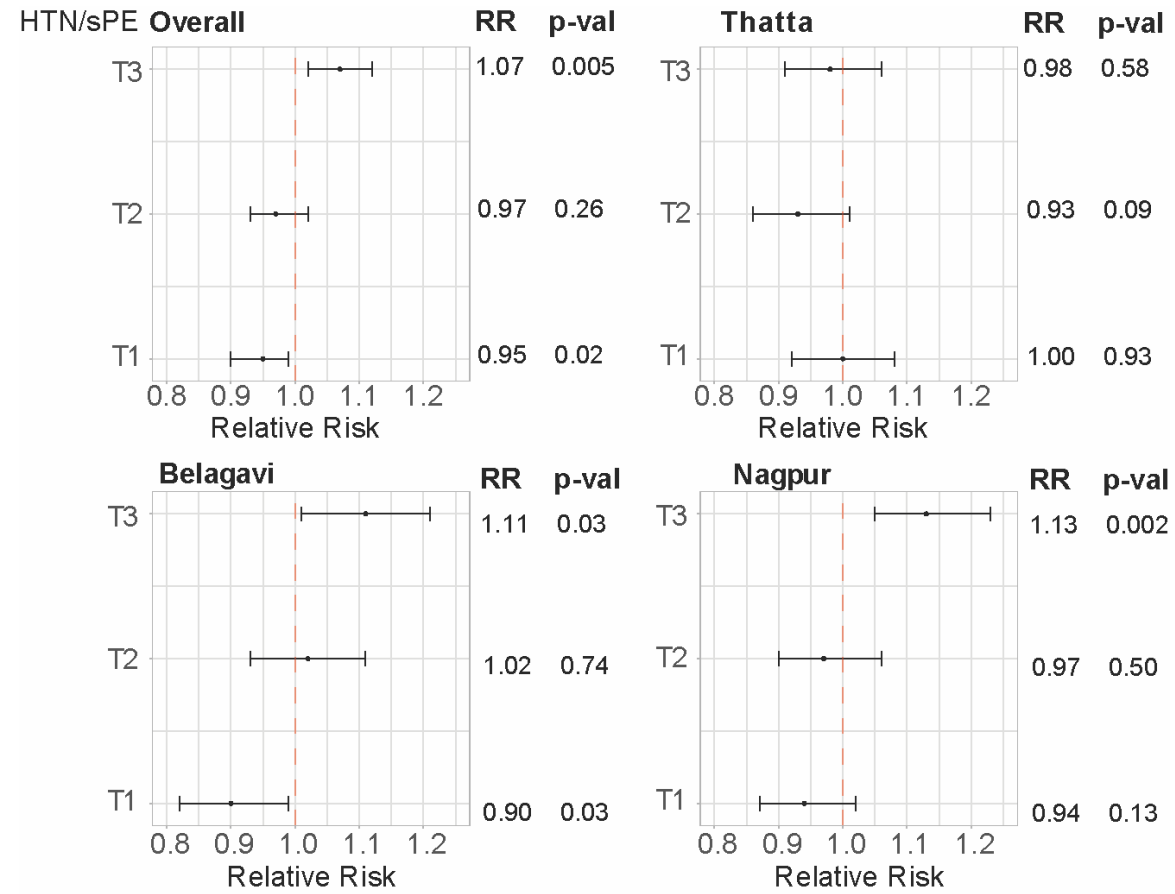 HTN/sPE Overall RR p-val
T3 1.07 0.005
T2 0.97 0.26
T1 0.95 0.02
0.8 0.9 1.0 1.1 1.2
Relative Risk
Thatta RR p-val
T3 0.98 0.58
T2 0.93 0.09
T1 1.00 0.93
0.8 0.9 1.0 1.1 1.2
Relative Risk
Belagavi RR p-val
T3 1.11 0.03
T2 1.02 0.74
T1 0.90 0.03
0.8 0.9 1.0 1.1 1.2
Relative Risk
Nagpur RR p-val
T3 1.13 0.002
T2 0.97 0.50
T1 0.94 0.13
0.8 0.9 1.0 1.1 1.2
Relative Risk